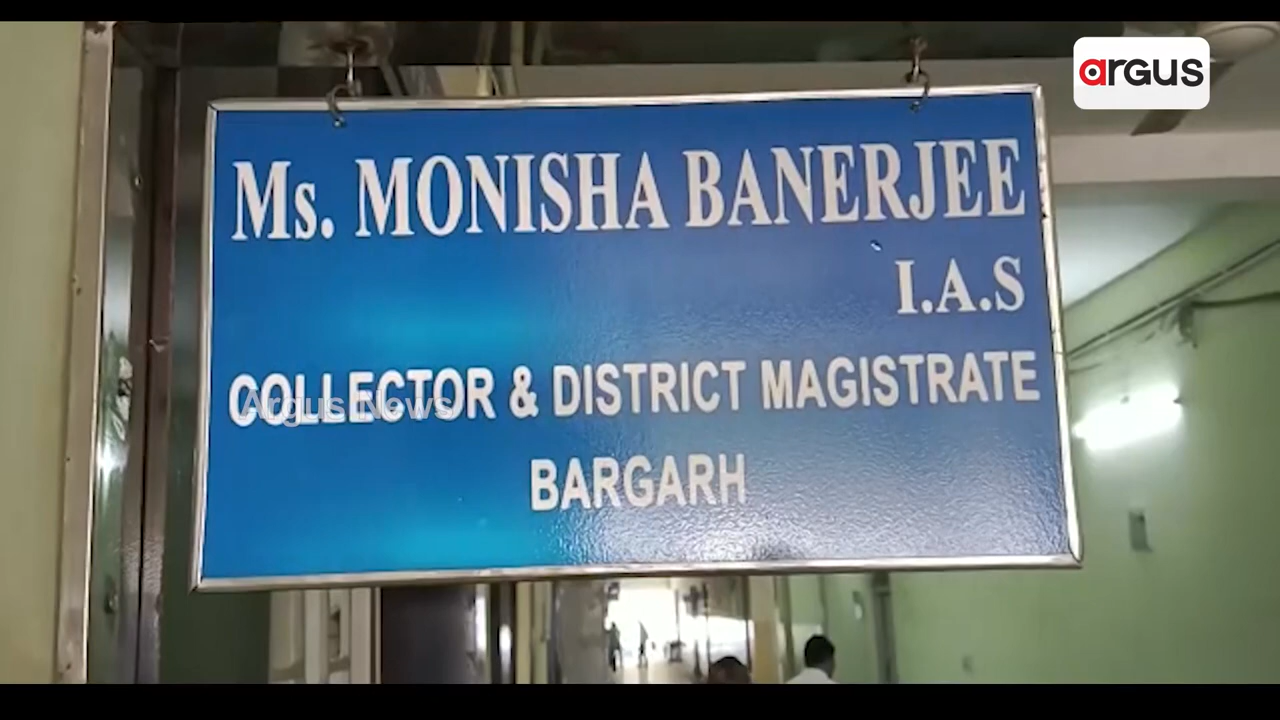 argus
Ms. MONISHA BANERJEE
I.A.S
COLLECTOR & DISTRICT MAGISTRATE
Argus News
BARGARH